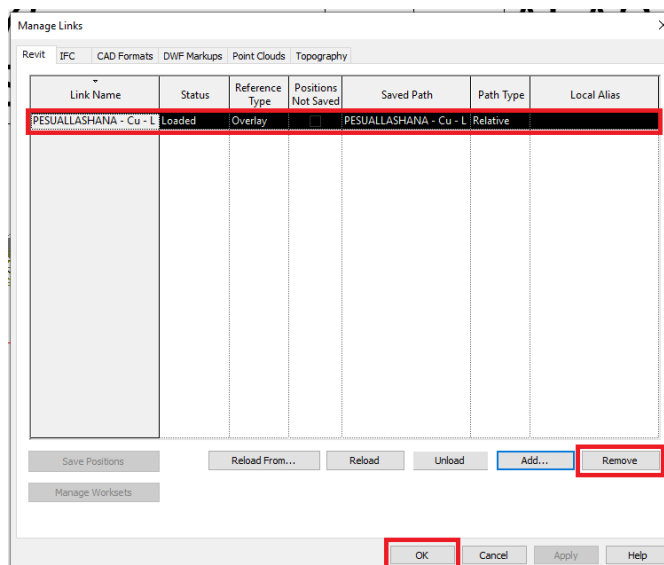 Manage Links
Revit IFC CAD Formats DWF Markups Point Clouds Topography
Link Name Status Reference Type Positions Not Saved Saved Path Path Type Local Alias
PESUALLASHANA - Cu - L Loaded Overlay PESUALLASHANA - Cu - L Relative
Save Positions Reload From... Reload Unload Add... Remove
Manage Worksets
OK Cancel Apply Help